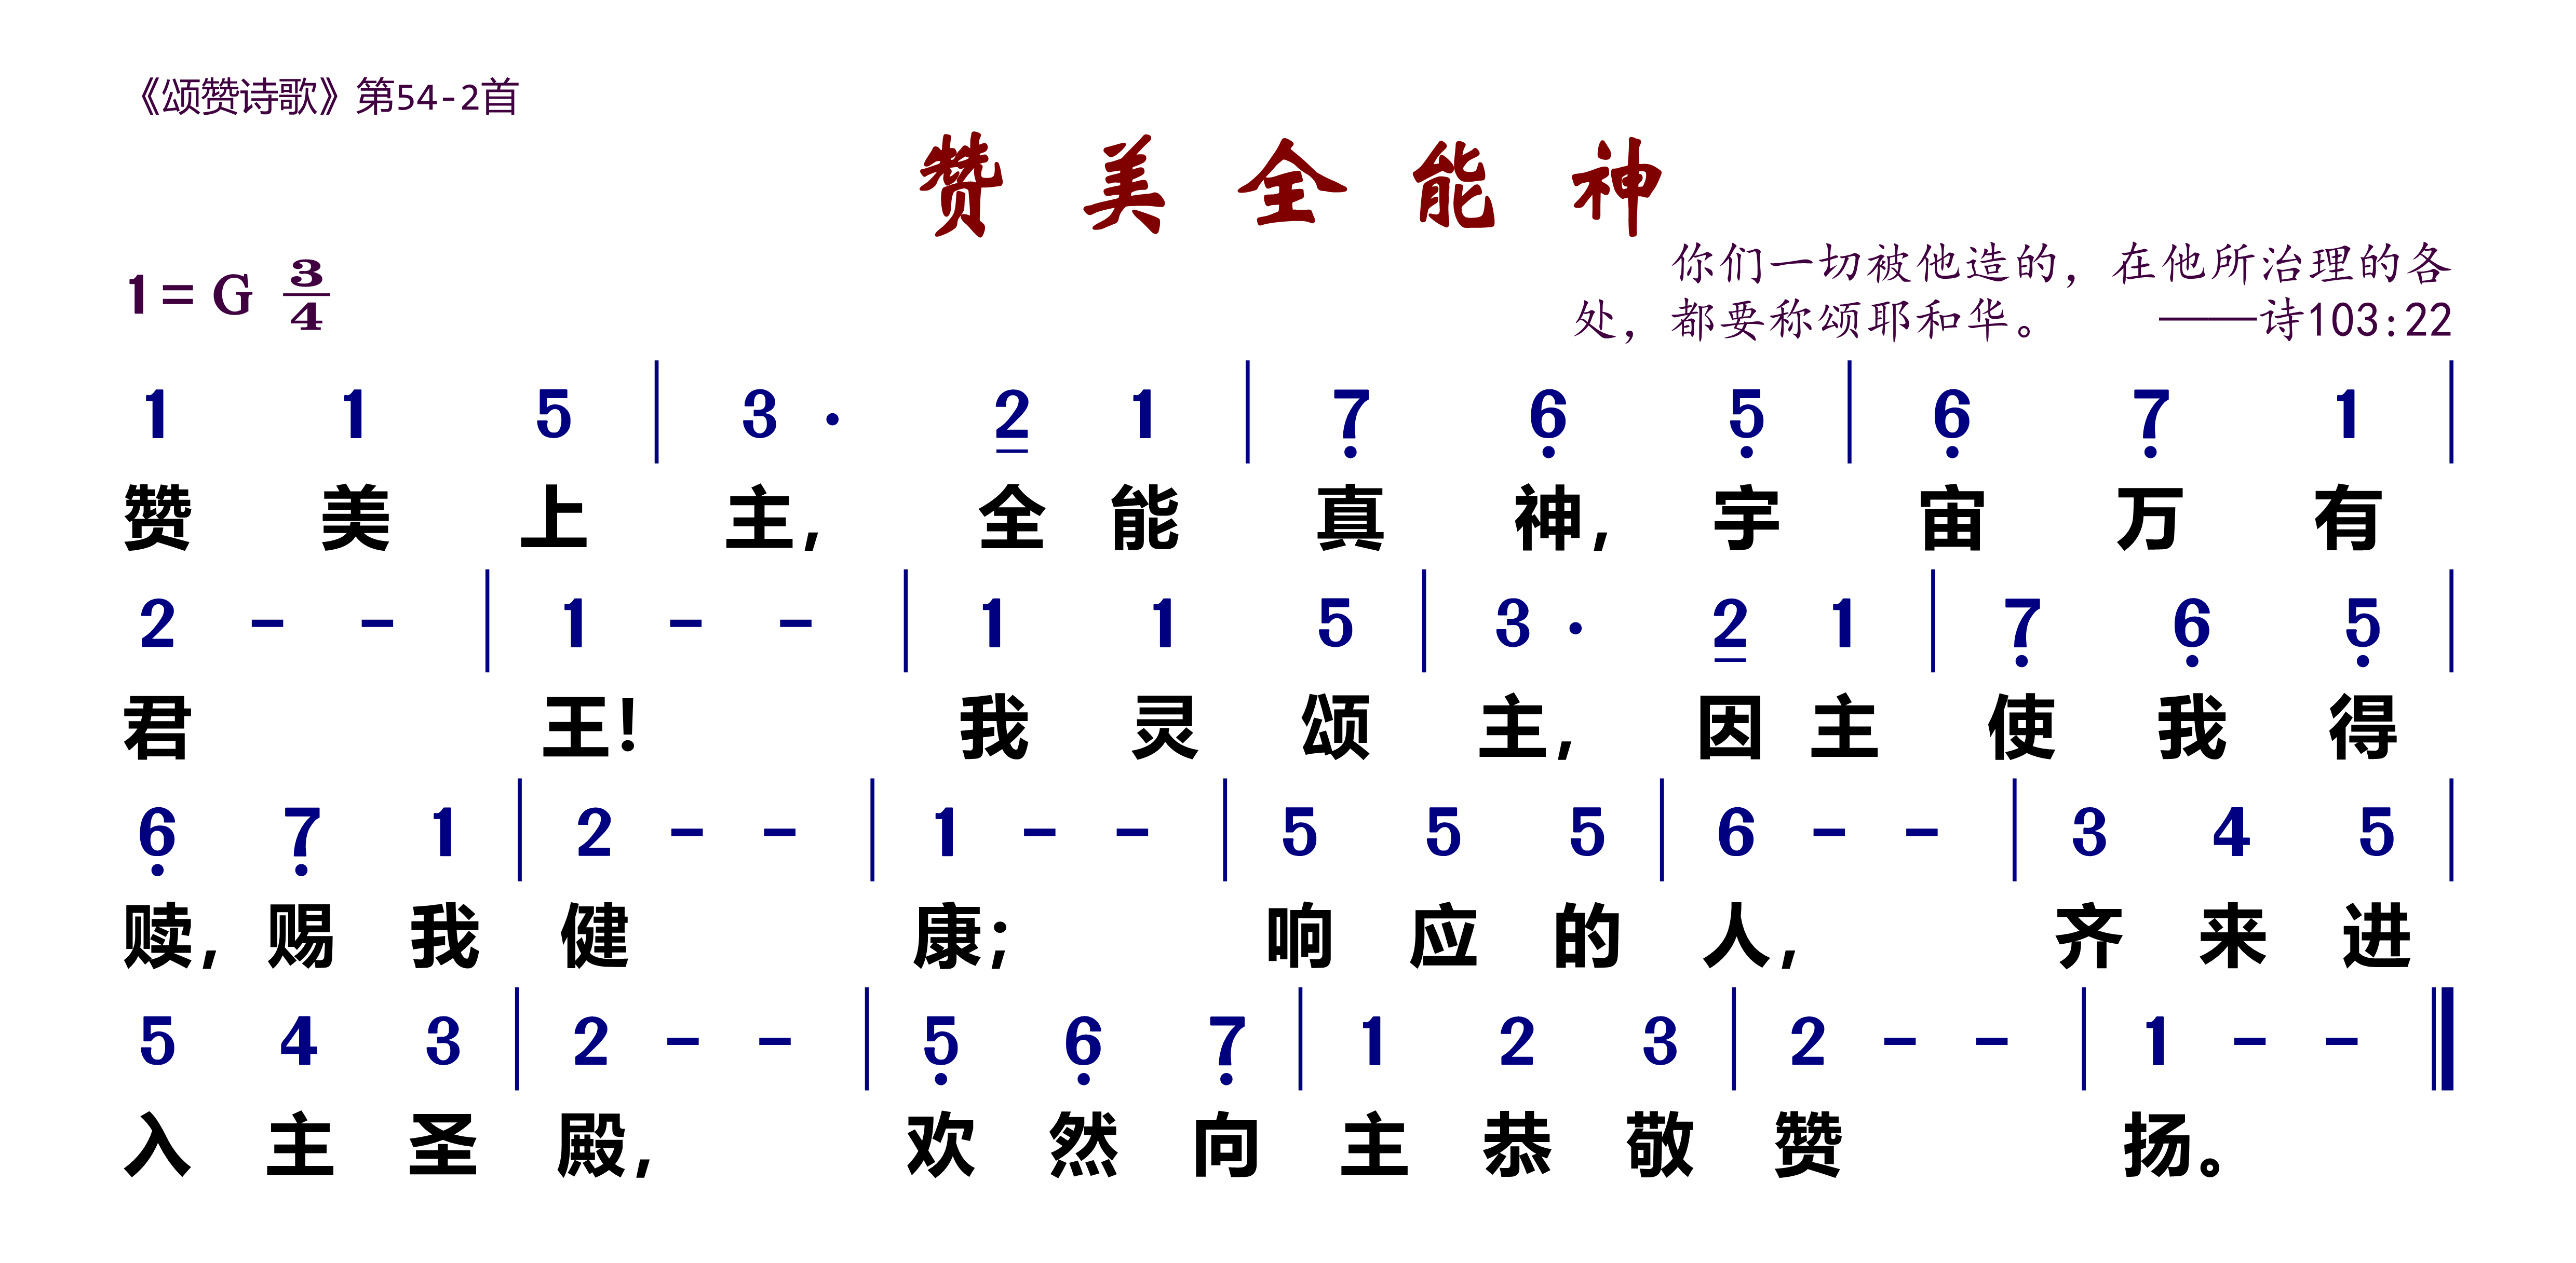 《颂赞诗歌》第54-2首
赞美全能神
1=G 3/4
你们一切被他造的，在他所治理的各
处，都要称颂耶和华。 ——诗103:22
1 1 5 | 3 · 2 1 | 7 6 5 | 6 7 1 |
赞 美 上 主， 全 能 真 神， 宇 宙 万 有
2 - - | 1 - - | 1 1 5 | 3 · 2 1 | 7 6 5 |
君 王！ 我 灵 颂 主， 因 主 使 我 得
6 7 1 | 2 - - | 1 - - | 5 5 5 | 6 - - | 3 4 5 |
赎， 赐 我 健 康； 响 应 的 人， 齐 来 进
5 4 3 | 2 - - | 5 6 7 | 1 2 3 | 2 - - | 1 - - ‖
入 主 圣 殿， 欢 然 向 主 恭 敬 赞 扬。